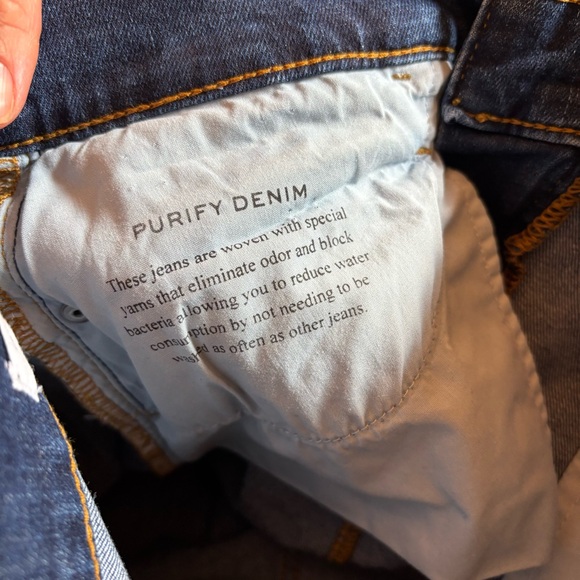 PURIFY DENIM
These jeans are woven with special
yarns that eliminate odor and block
bacteria allowing you to reduce water
consumption by not needing to be
washed as often as other jeans.